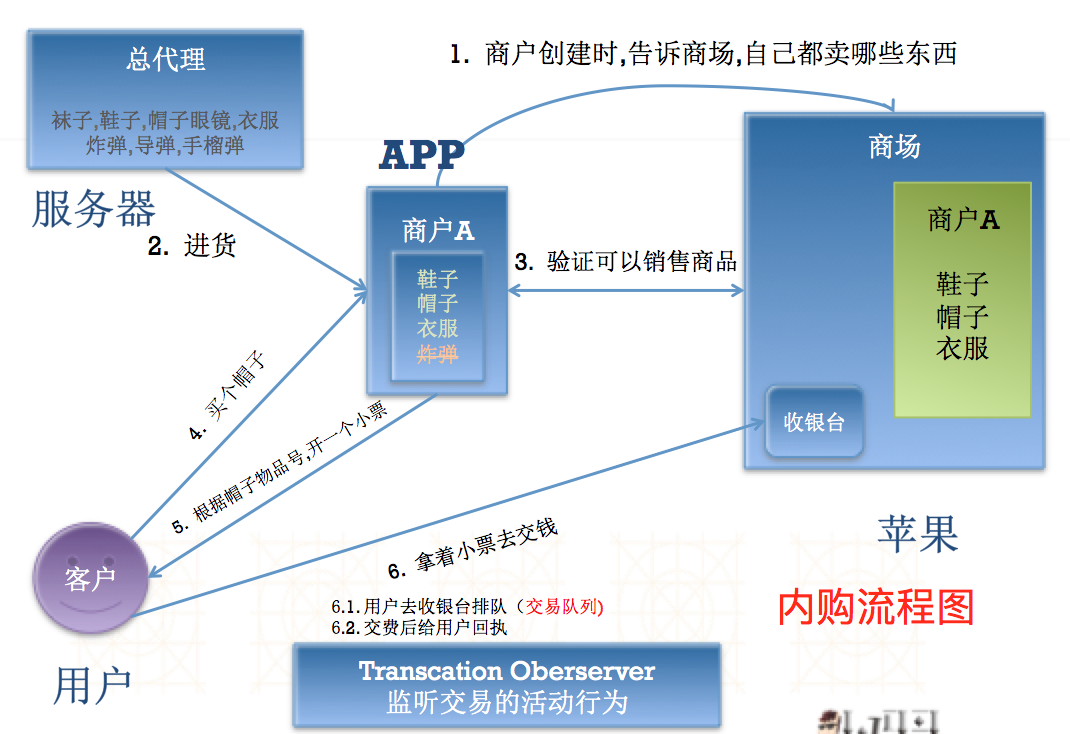 总代理
袜子,鞋子,帽子眼镜,衣服
炸弹,导弹,手榴弹
服务器
1. 商户创建时,告诉商场,自己都卖哪些东西
APP
商户A
鞋子
帽子
衣服
炸弹
2. 进货
3. 验证可以销售商品
商场
商户A
鞋子
帽子
衣服
收银台
苹果
4. 买个帽子
5. 根据帽子物品号,开一个小票
6. 拿着小票去交钱
客户
用户
6.1. 用户去收银台排队（交易队列)
6.2. 交费后给用户回执
Transcation Oberserver
监听交易的活动行为
内购流程图